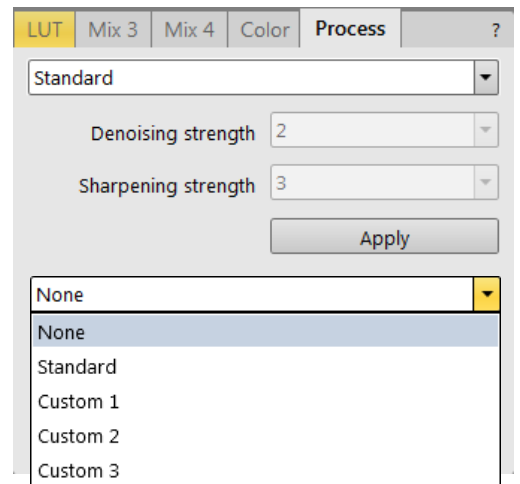 LUT Mix 3 Mix 4 Color Process ?
Standard
Denoising strength 2
Sharpening strength 3
Apply
None
None
Standard
Custom 1
Custom 2
Custom 3